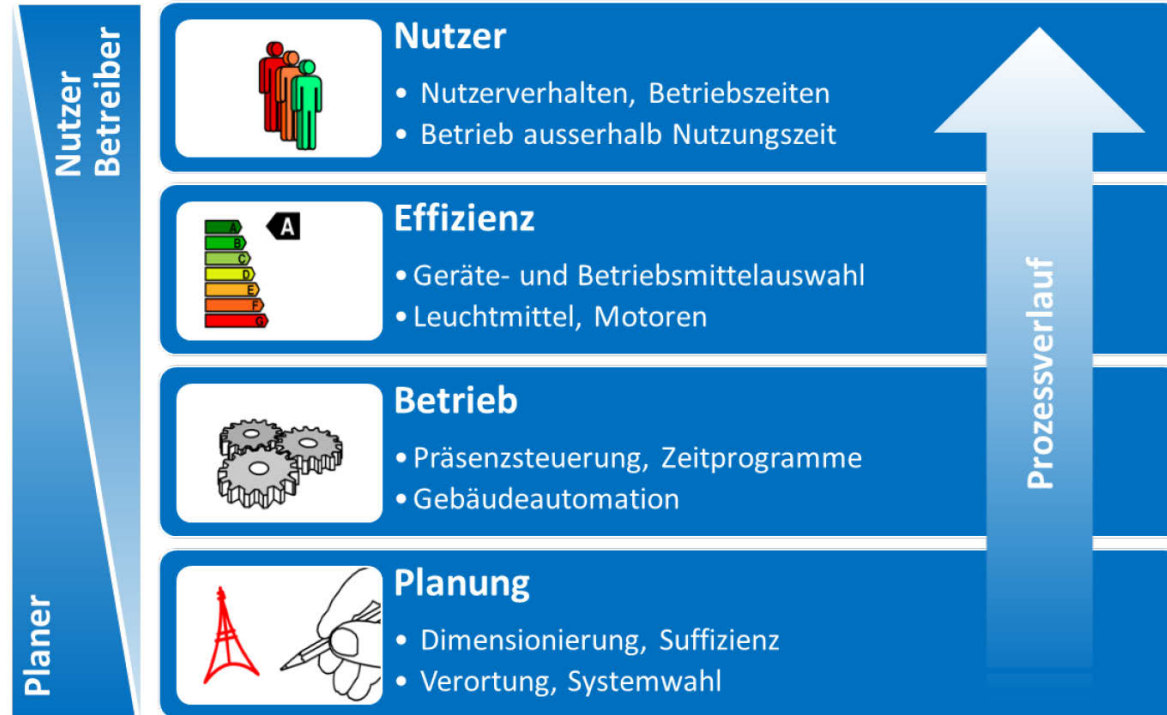 Nutzer
Betreiber
Planer
Nutzer
• Nutzerverhalten, Betriebszeiten
• Betrieb ausserhalb Nutzungszeit
A
B
C
D
E
F
G
A
Effizienz
• Geräte- und Betriebsmittelauswahl
• Leuchtmittel, Motoren
Betrieb
• Präsenzsteuerung, Zeitprogramme
• Gebäudeautomation
Planung
• Dimensionierung, Suffizienz
• Verortung, Systemwahl
Prozessverlauf